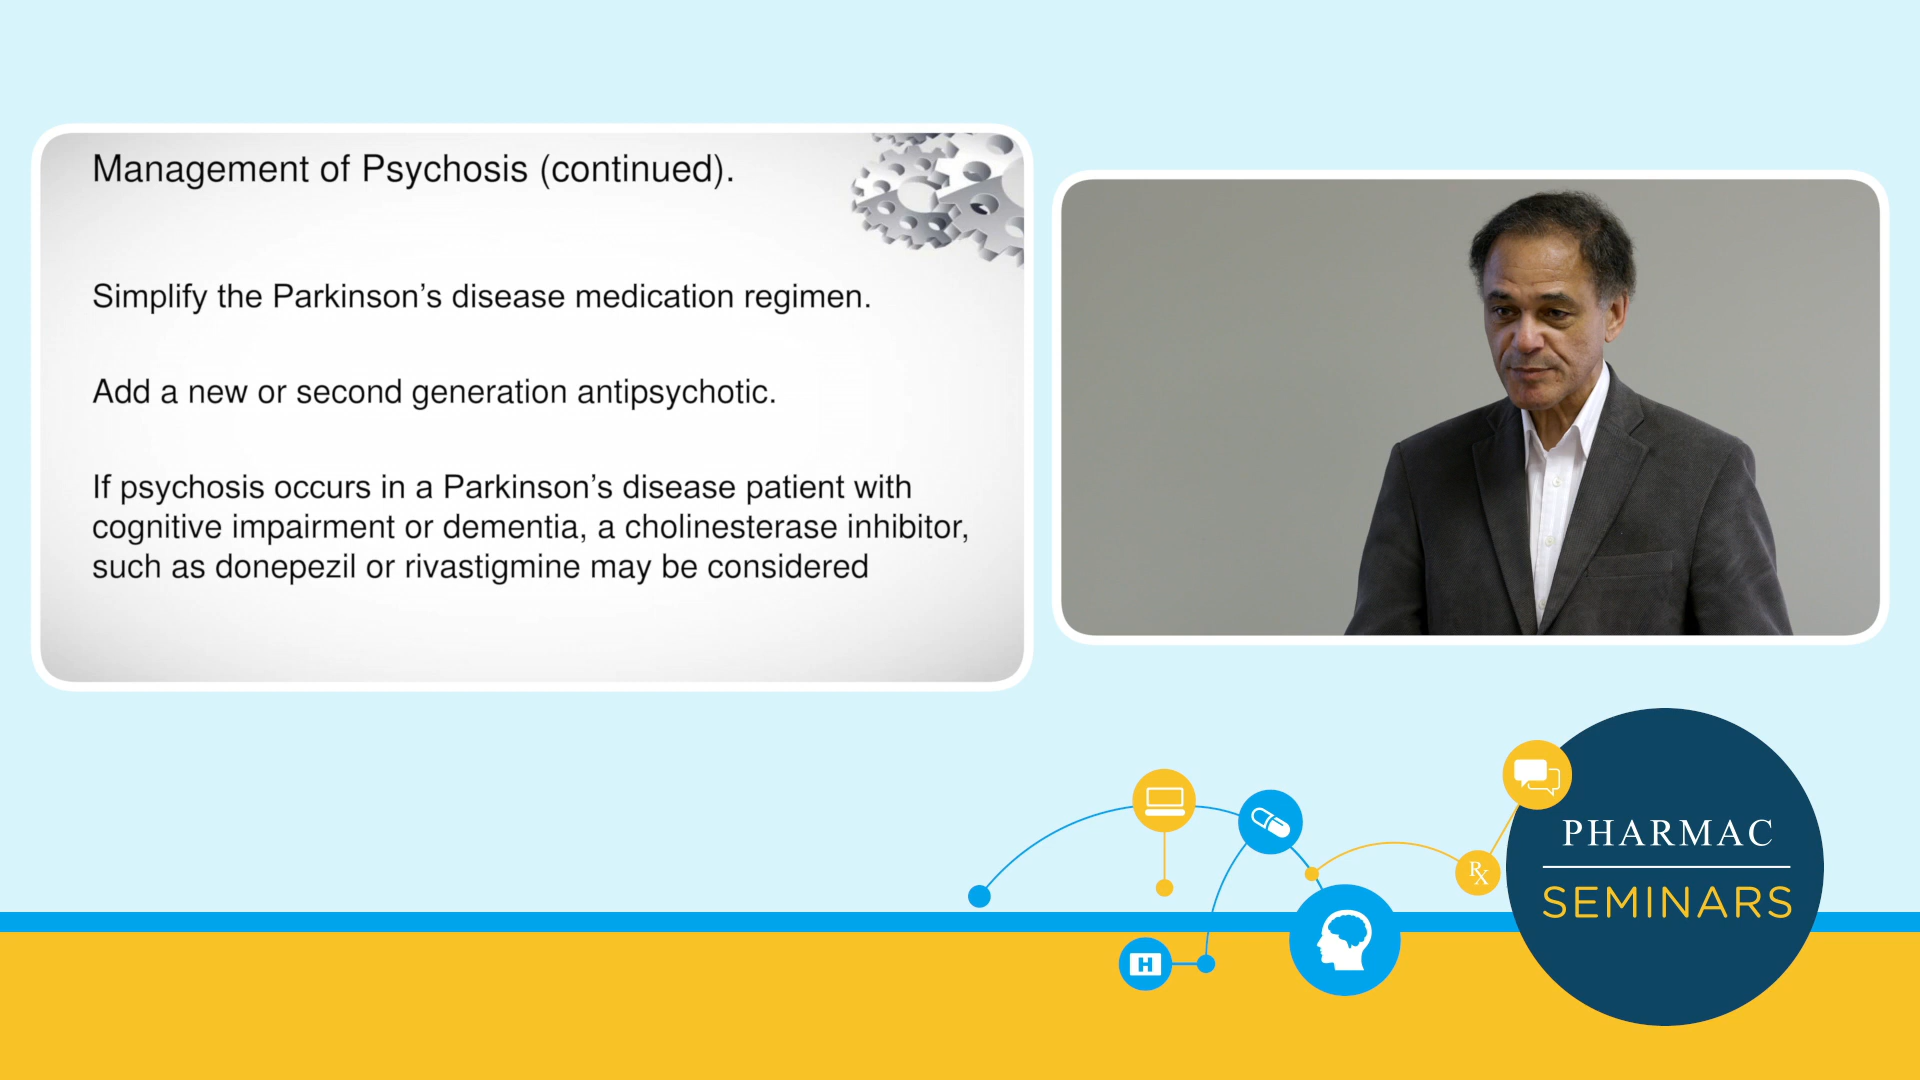 Management of Psychosis (continued).
Simplify the Parkinson’s disease medication regimen.
Add a new or second generation antipsychotic.
If psychosis occurs in a Parkinson’s disease patient with
cognitive impairment or dementia, a cholinesterase inhibitor,
such as donepezil or rivastigmine may be considered
PHARMAC
SEMINARS
Rx
H